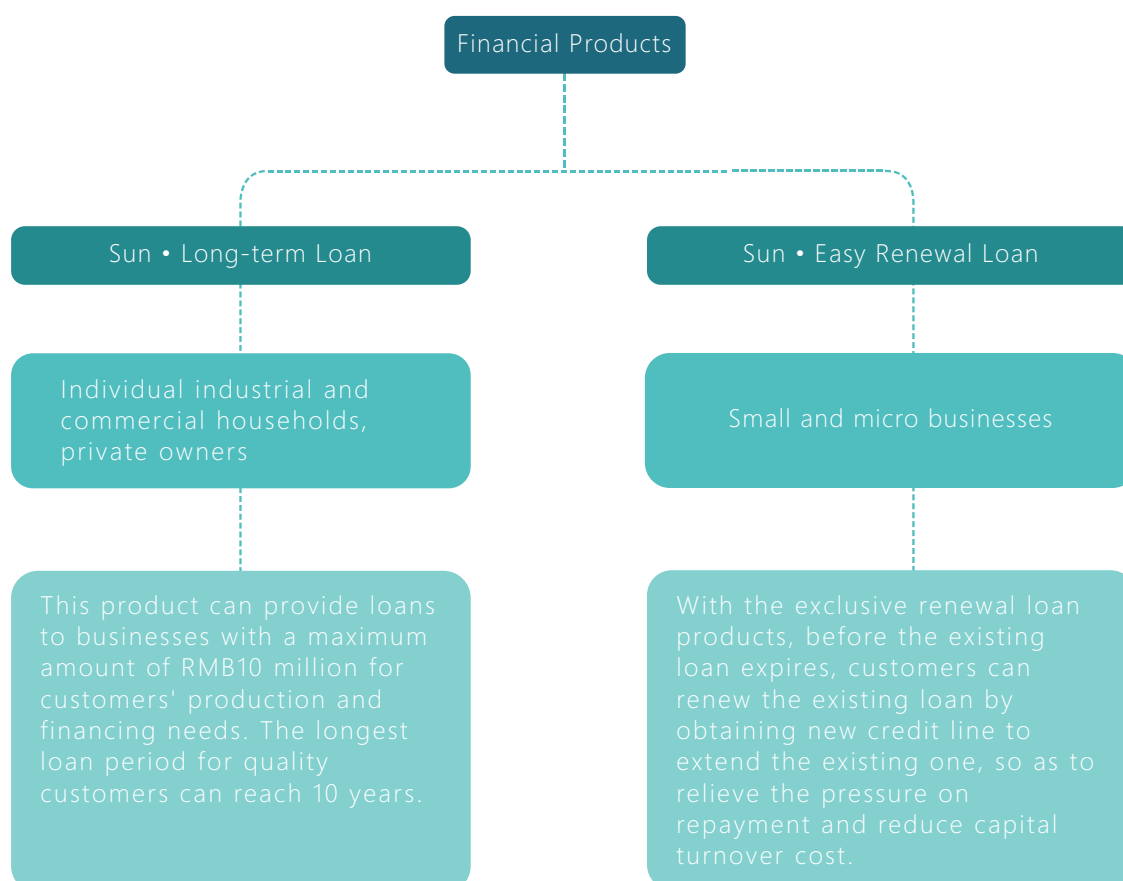 Financial Products
Sun • Long-term Loan
Individual industrial and
commercial households,
private owners
This product can provide loans
to businesses with a maximum
amount of RMB10 million for
customers' production and
financing needs. The longest
loan period for quality
customers can reach 10 years.
Sun • Easy Renewal Loan
Small and micro businesses
With the exclusive renewal loan
products, before the existing
loan expires, customers can
renew the existing loan by
obtaining new credit line to
extend the existing one, so as to
relieve the pressure on
repayment and reduce capital
turnover cost.